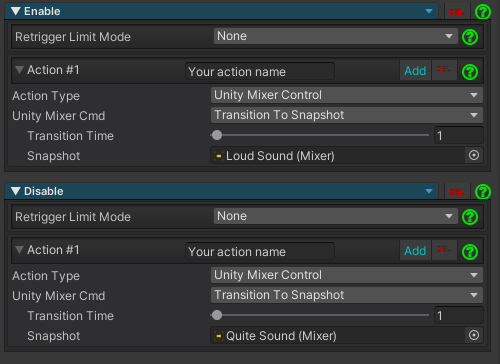 Enable
Retrigger Limit Mode None ?
Action #1 Your action name Add ?
Action Type Unity Mixer Control
Unity Mixer Cmd Transition To Snapshot
Transition Time 1
Snapshot Loud Sound (Mixer)
Disable
Retrigger Limit Mode None ?
Action #1 Your action name Add ?
Action Type Unity Mixer Control
Unity Mixer Cmd Transition To Snapshot
Transition Time 1
Snapshot Quite Sound (Mixer)